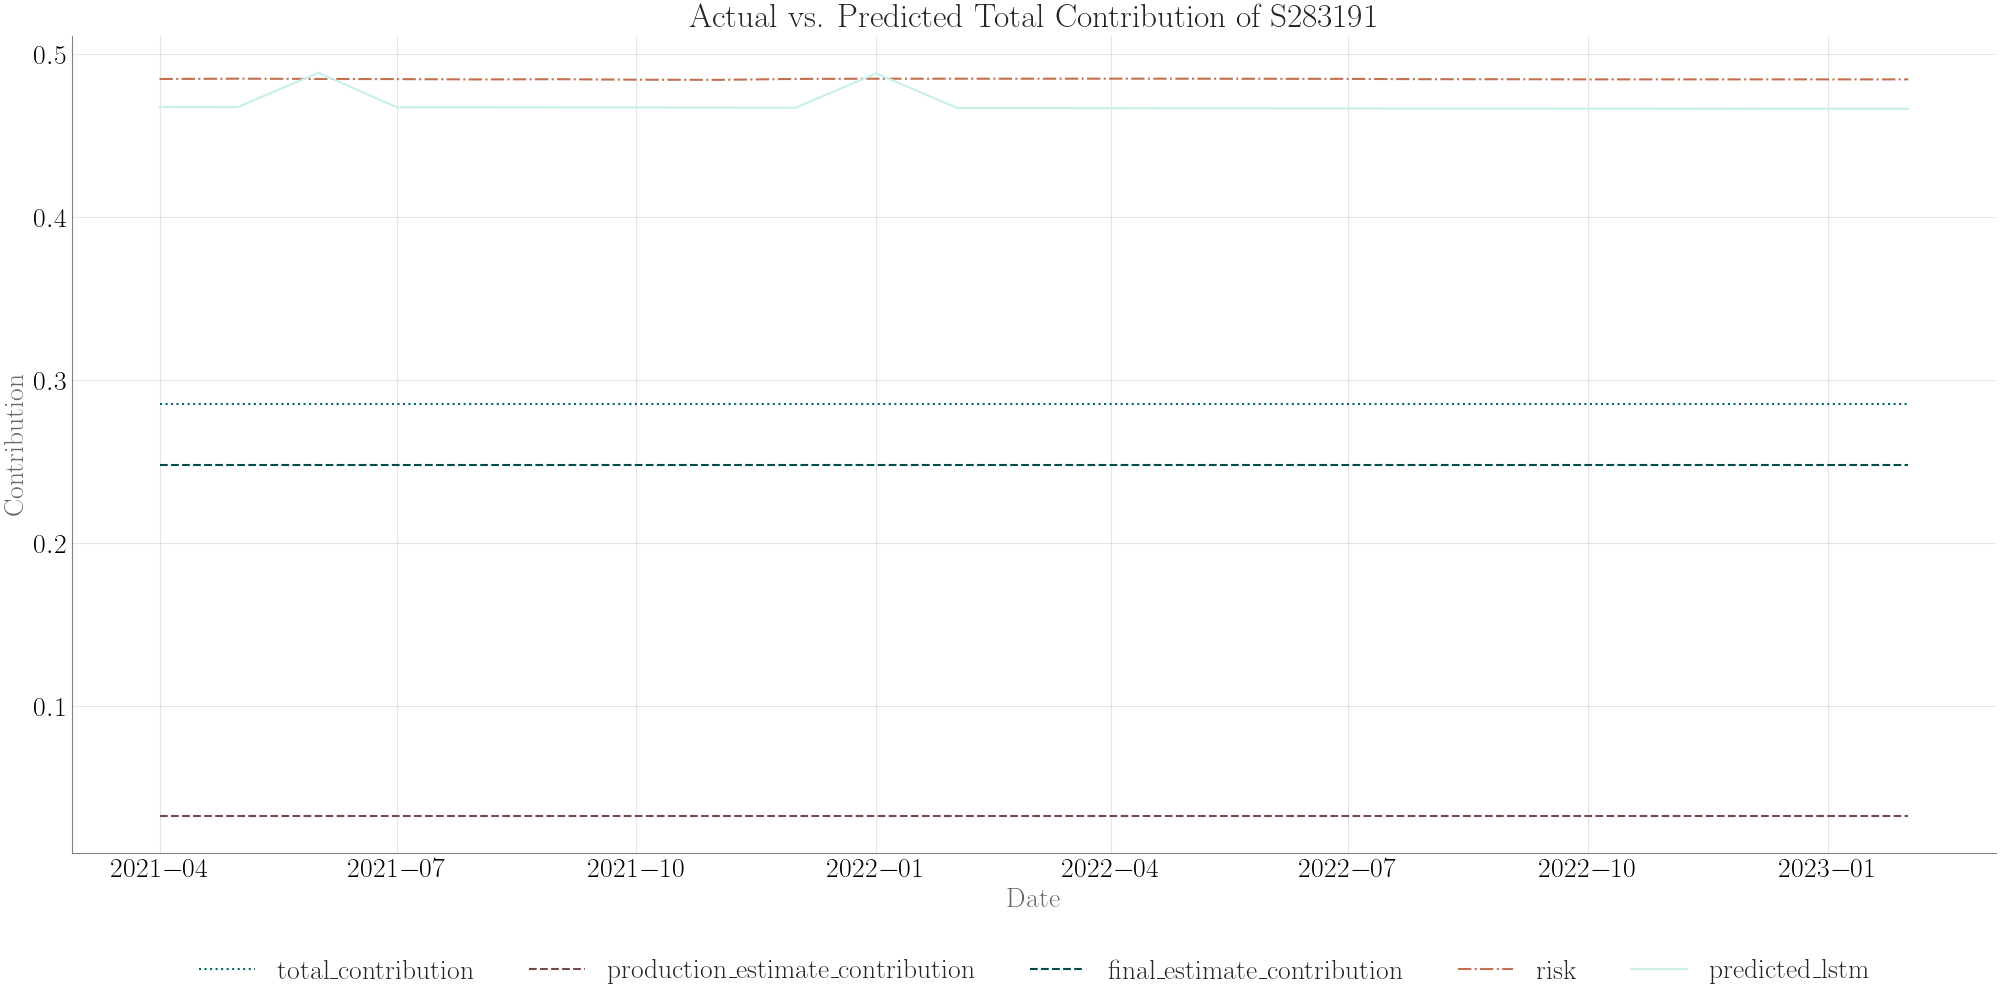 Actual vs. Predicted Total Contribution of S283191
Contribution
0.5
0.4
0.3
0.2
0.1
2021−04 2021−07 2021−10 2022−01 2022−04 2022−07 2022−10 2023−01
Date
total_contribution production_estimate_contribution final_estimate_contribution risk predicted_lstm